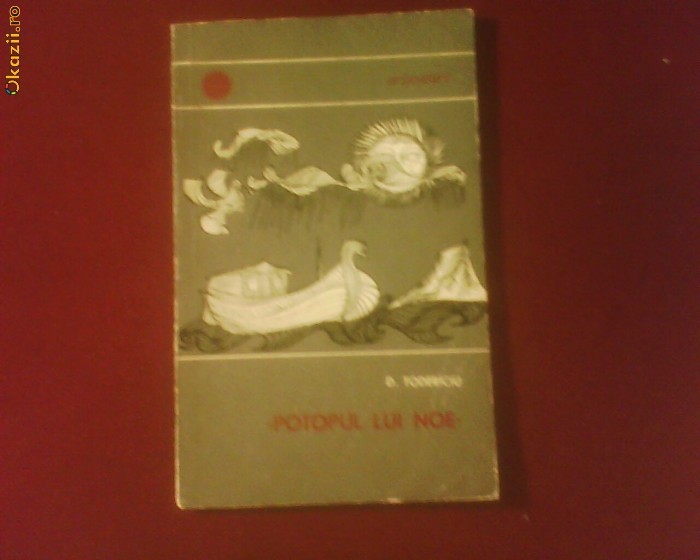 Okazii.ro
D. TODERICIU
«POTOPUL LUI NOE»